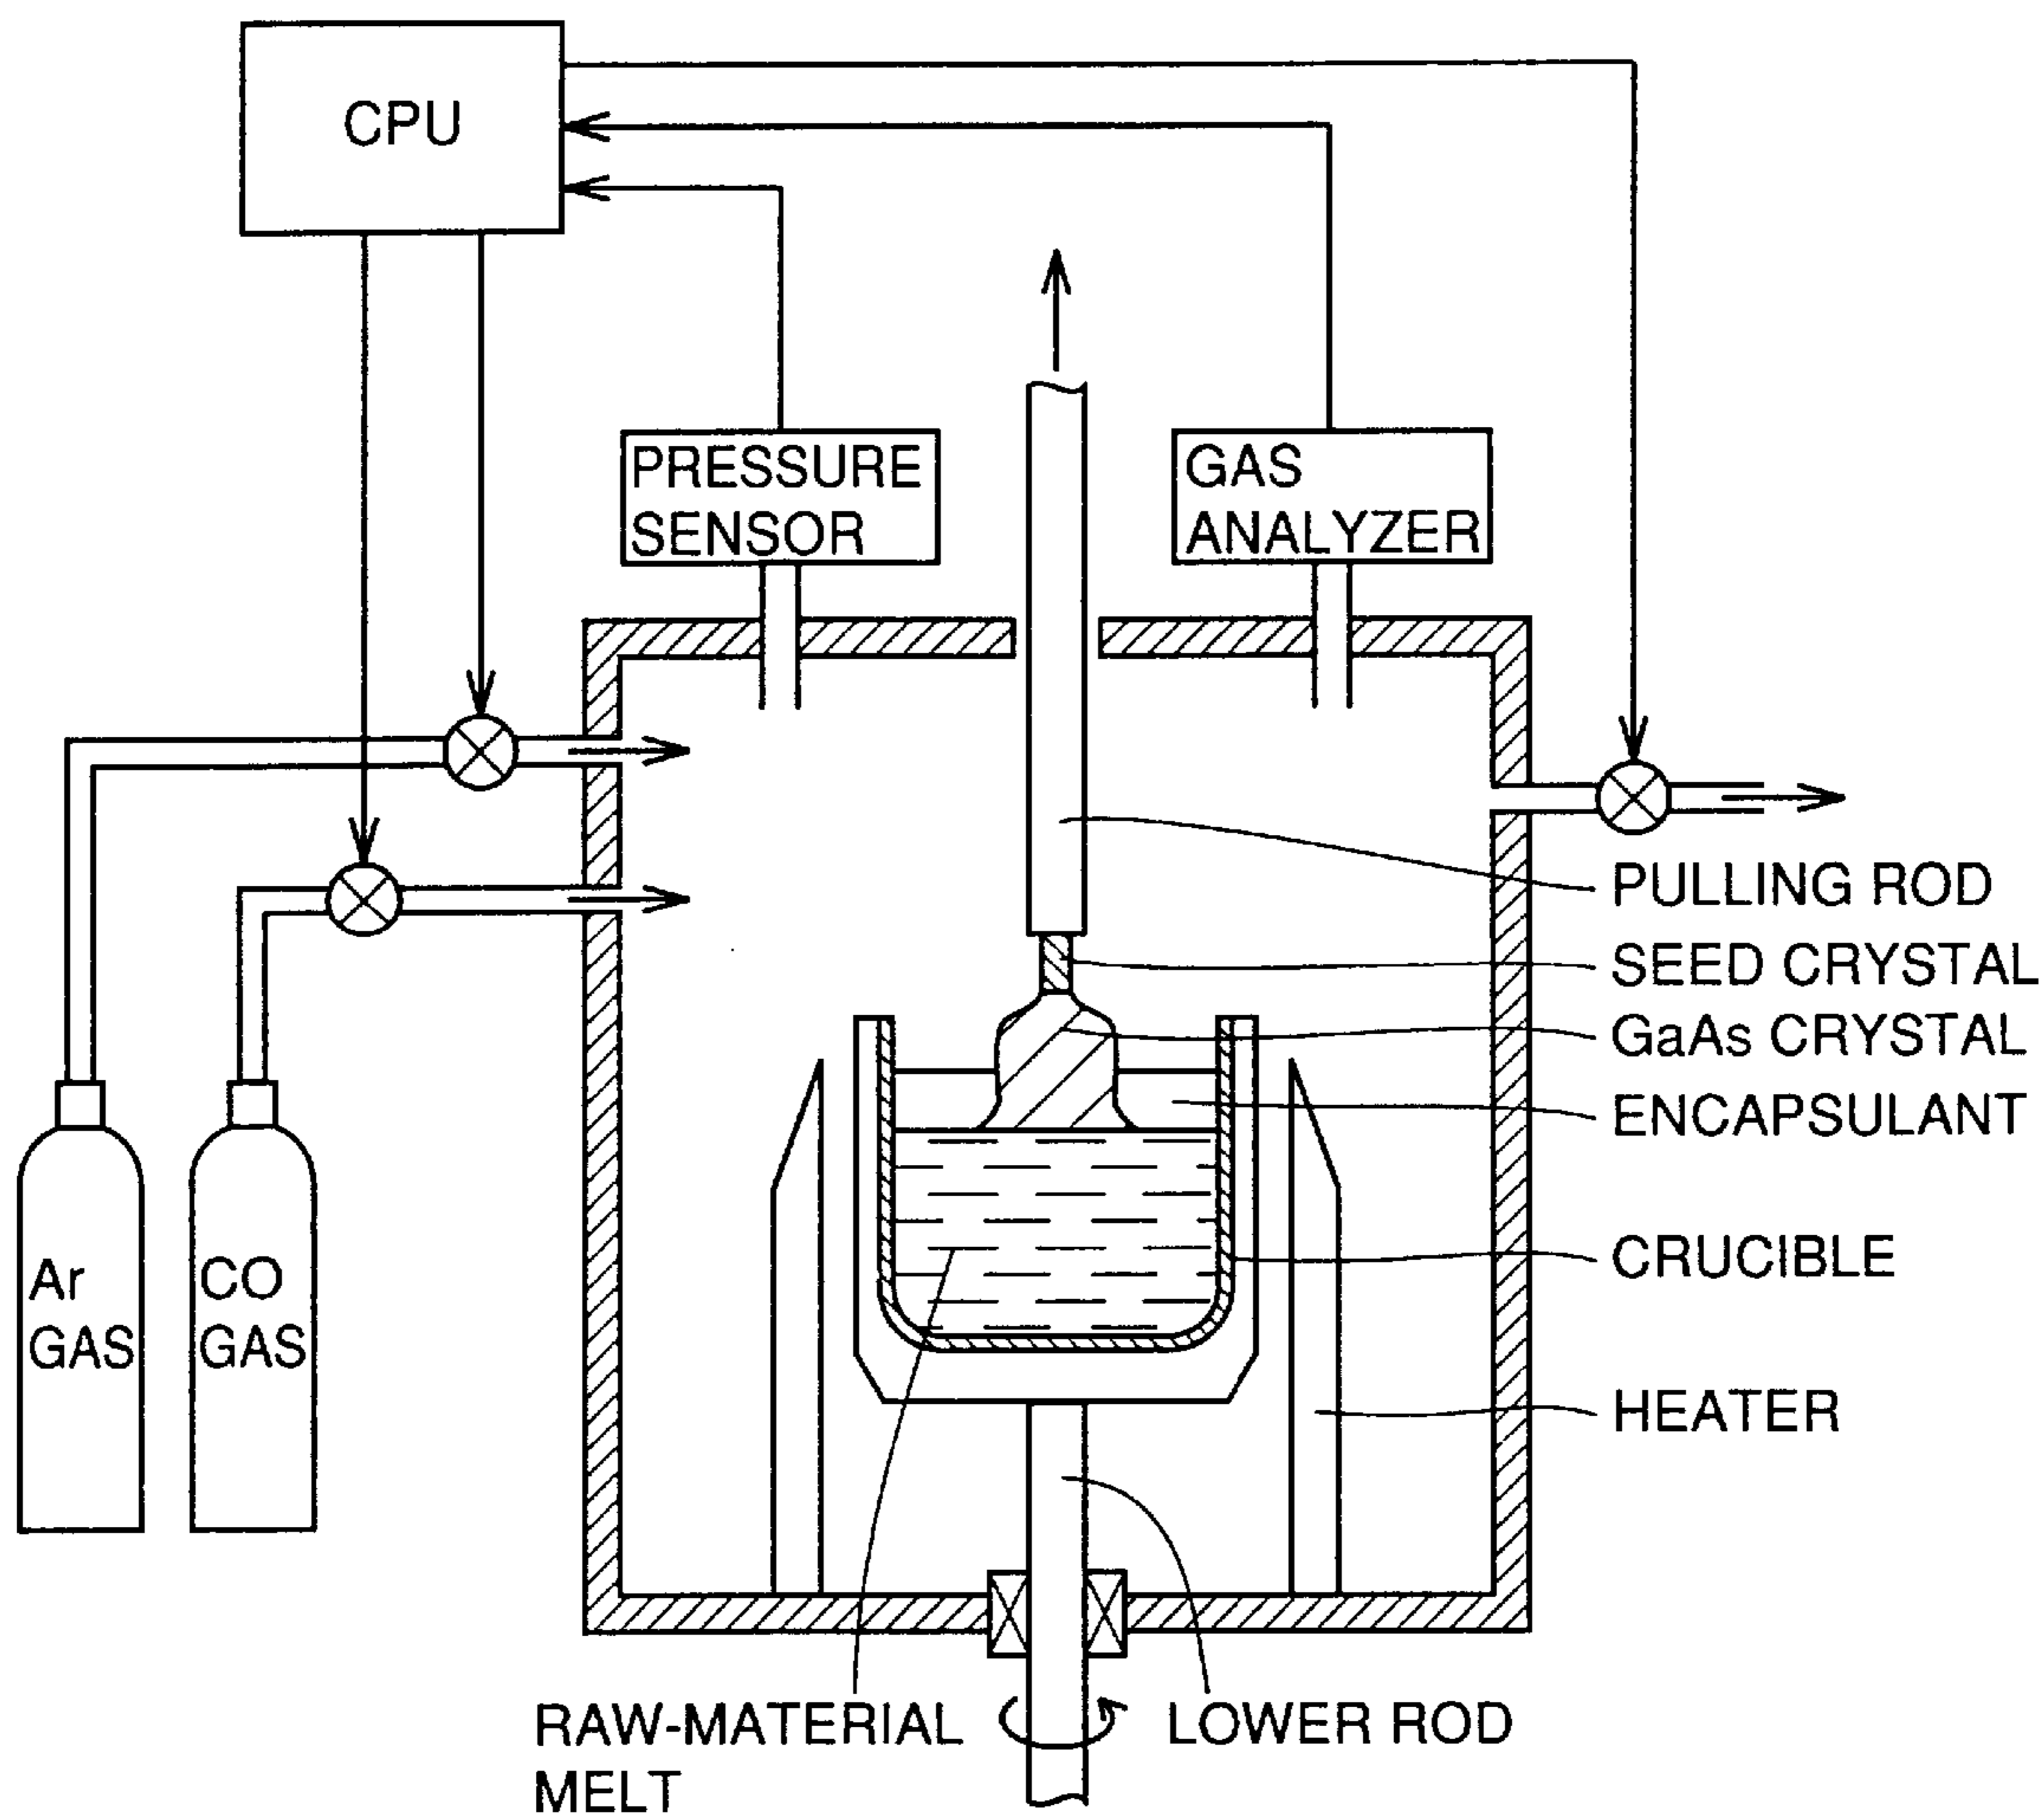 CPU
PRESSURE
SENSOR
GAS
ANALYZER
PULLING ROD
SEED CRYSTAL
GaAs CRYSTAL
ENCAPSULANT
CRUCIBLE
HEATER
Ar
GAS
CO
GAS
RAW-MATERIAL
MELT
LOWER ROD